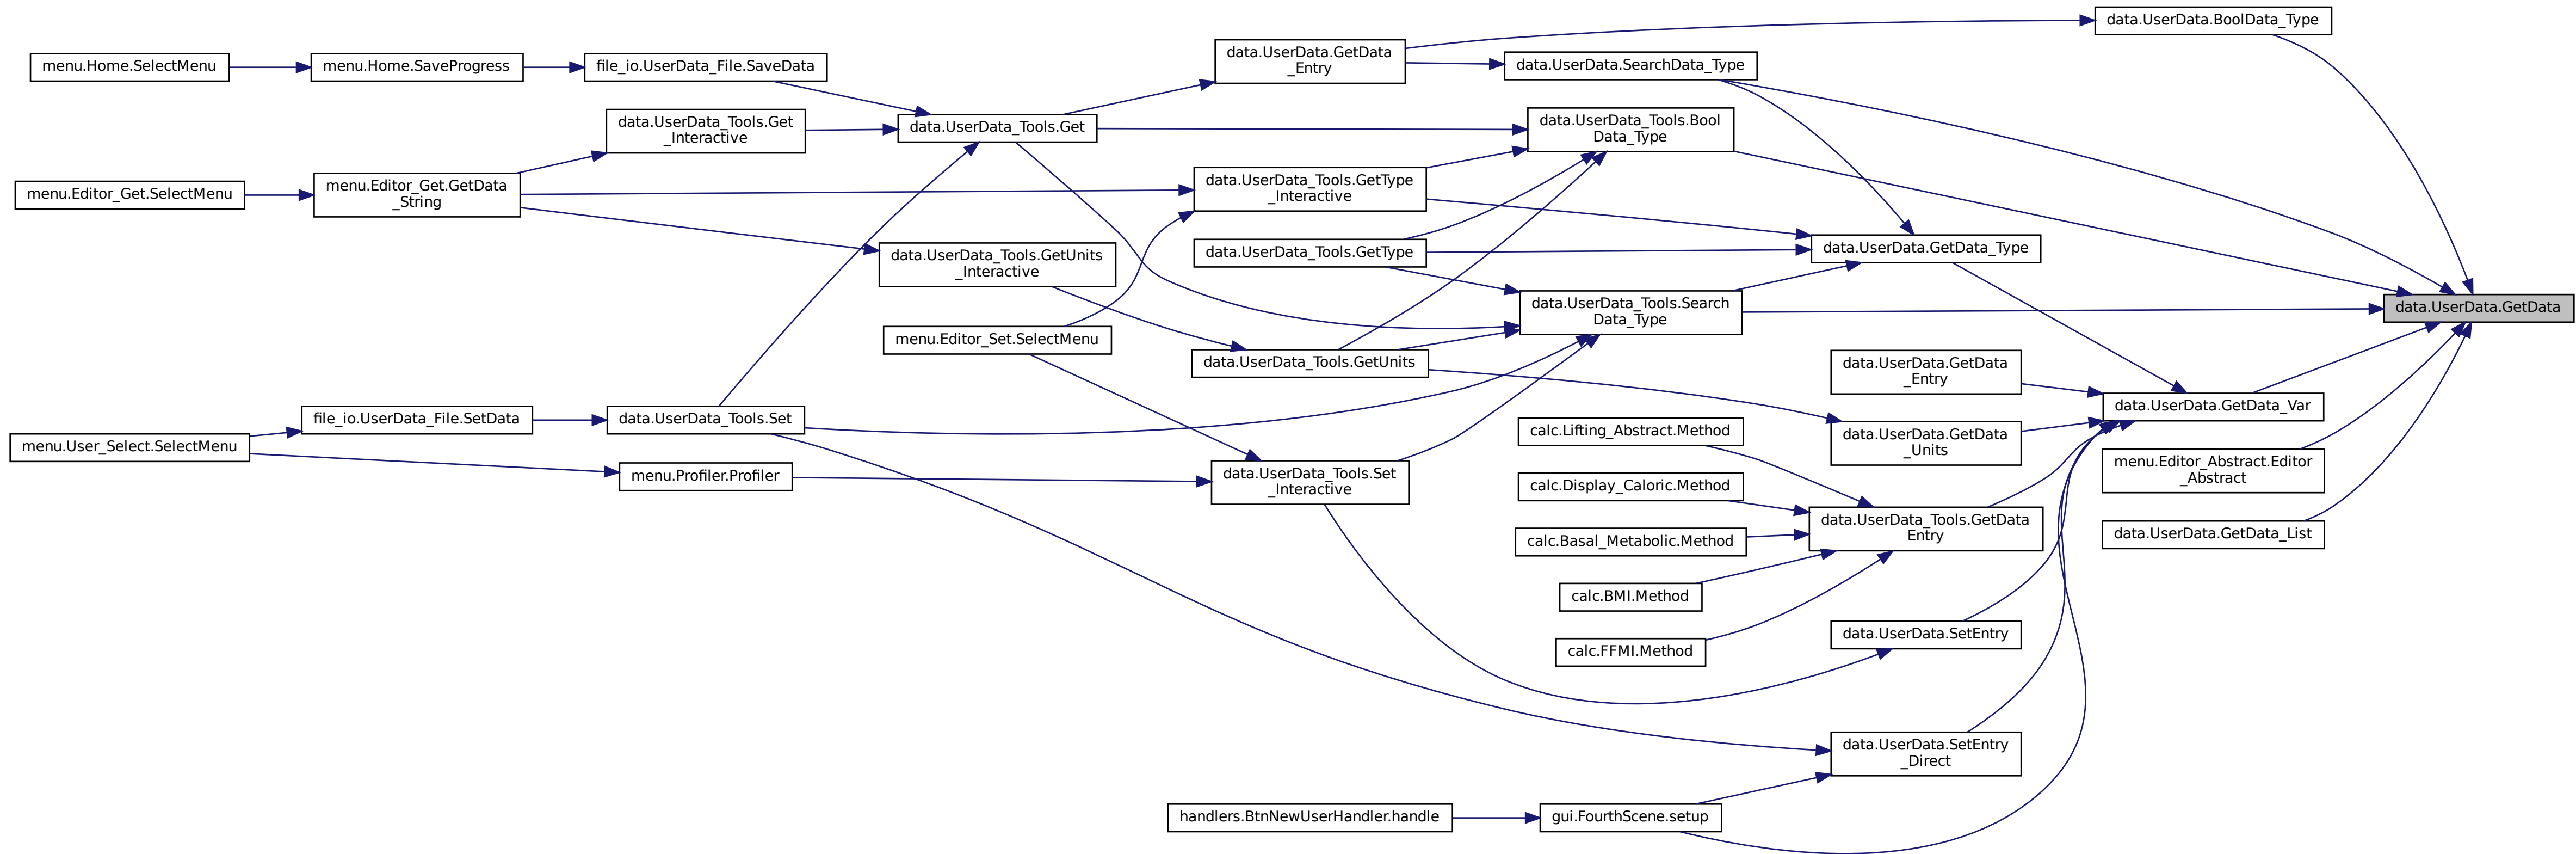 data.UserData.BoolData_Type
menu.Home.SelectMenu
menu.Home.SaveProgress
file_io.UserData_File.SaveData
data.UserData.GetData
_Entry
data.UserData.SearchData_Type
data.UserData_Tools.Get
_Interactive
data.UserData_Tools.Get
data.UserData_Tools.Bool
Data_Type
menu.Editor_Get.SelectMenu
menu.Editor_Get.GetData
_String
data.UserData_Tools.GetType
_Interactive
data.UserData_Tools.GetUnits
_Interactive
data.UserData_Tools.GetType
data.UserData.GetData_Type
data.UserData_Tools.Search
Data_Type
data.UserData.GetData
menu.Editor_Set.SelectMenu
data.UserData_Tools.GetUnits
data.UserData.GetData
_Entry
data.UserData.GetData_Var
menu.User_Select.SelectMenu
file_io.UserData_File.SetData
data.UserData_Tools.Set
calc.Lifting_Abstract.Method
data.UserData.GetData
_Units
menu.Profiler.Profiler
data.UserData_Tools.Set
_Interactive
calc.Display_Caloric.Method
menu.Editor_Abstract.Editor
_Abstract
calc.Basal_Metabolic.Method
data.UserData_Tools.GetData
Entry
data.UserData.GetData_List
calc.BMI.Method
calc.FFMI.Method
data.UserData.SetEntry
data.UserData.SetEntry
_Direct
handlers.BtnNewUserHandler.handle
gui.FourthScene.setup